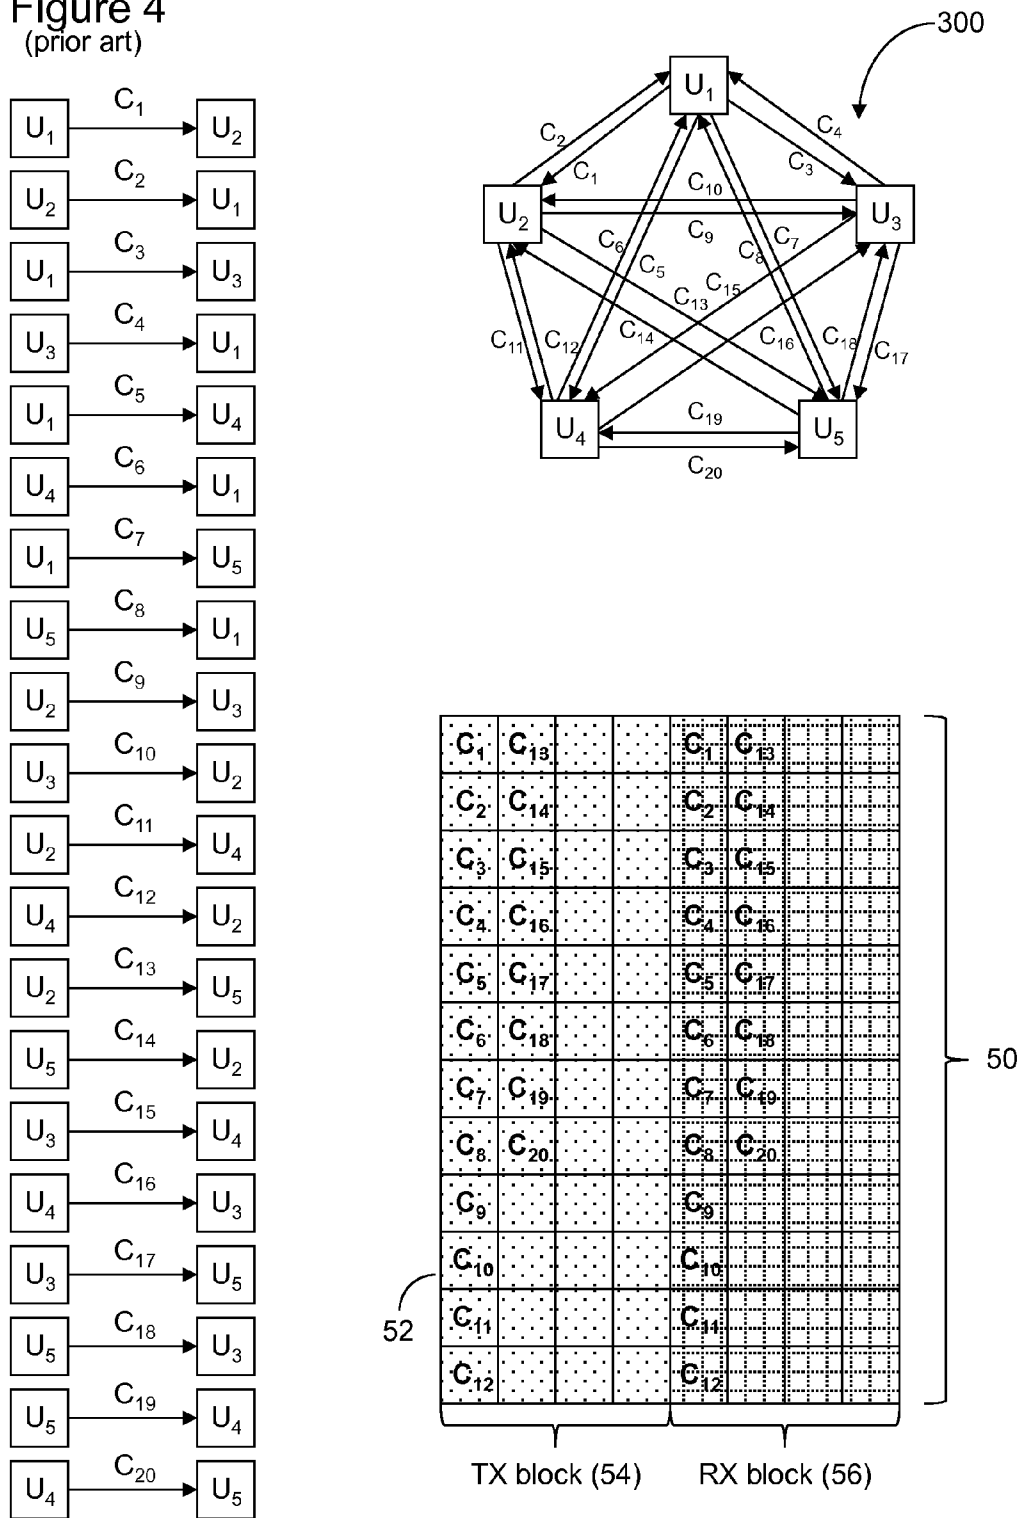 Figure 4
(prior art)
U1 C1 U2
U2 C2 U1
U1 C3 U3
U3 C4 U1
U1 C5 U4
U4 C6 U1
U1 C7 U5
U5 C8 U1
U2 C9 U3
U3 C10 U2
U2 C11 U4
U4 C12 U2
U2 C13 U5
U5 C14 U2
U3 C15 U4
U4 C16 U3
U3 C17 U5
U5 C18 U3
U5 C19 U4
U4 C20 U5
300
U1
C2 C4
C1 C3
C10
U2 U3
C9
C6 C8 C7
C5
C15
C13
C11 C12 C14 C16 C18 C17
C19
U4 U5
C20
C1 C13 C1 C13
C2 C14 C2 C14
C3 C15 C3 C15
C4 C16 C4 C16
C5 C17 C5 C17
C6 C18 C6 C18
C7 C19 C7 C19
C8 C20 C8 C20
C9 C9
C10 C10
C11 C11
C12 C12
50
52
TX block (54) RX block (56)